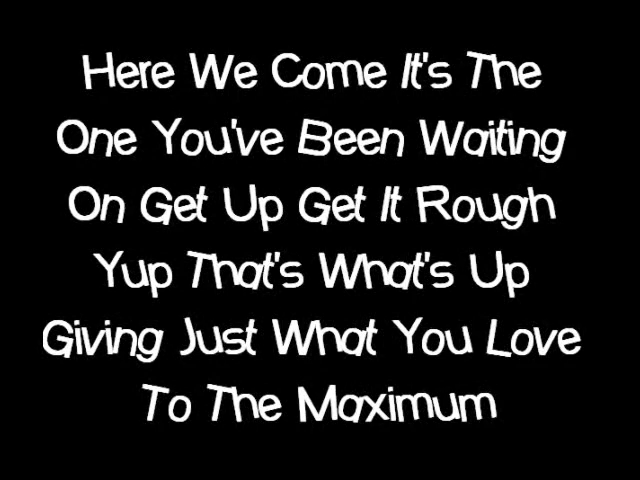 Here We Come It's The
One You've Been Waiting
On Get Up Get It Rough
Yup That's What's Up
Giving Just What You Love
To The Maximum